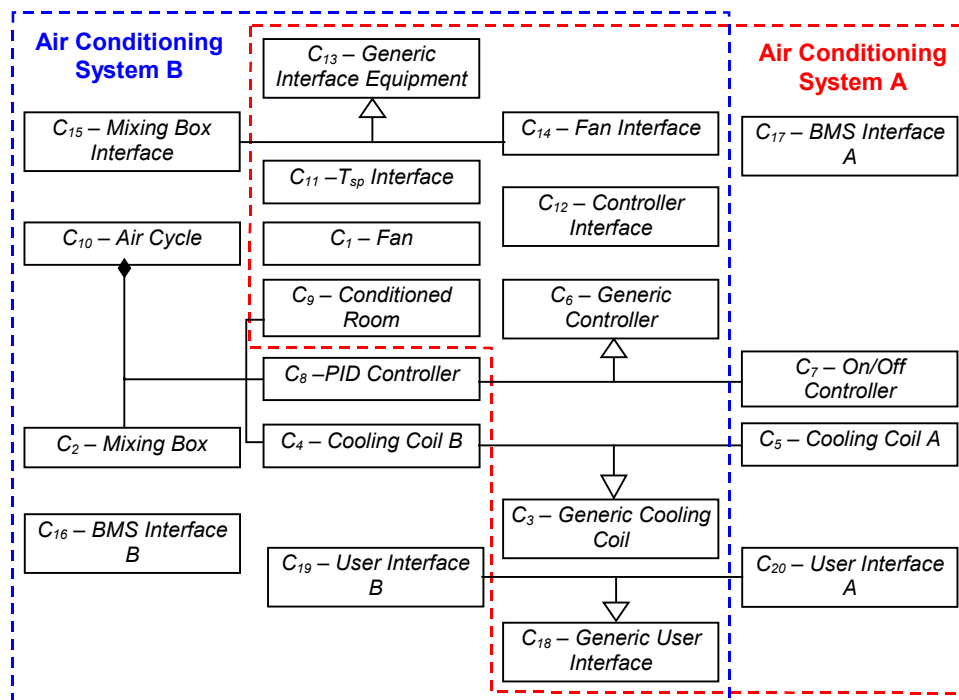 Air Conditioning
System B
C13 – Generic
Interface Equipment
Air Conditioning
System A
C15 – Mixing Box
Interface
C14 – Fan Interface
C17 – BMS Interface
A
C11 –Tsp Interface
C12 – Controller
Interface
C10 – Air Cycle
C1 – Fan
C9 – Conditioned
Room
C6 – Generic
Controller
C8 –PID Controller
C7 – On/Off
Controller
C2 – Mixing Box
C4 – Cooling Coil B
C5 – Cooling Coil A
C3 – Generic Cooling
Coil
C16 – BMS Interface
B
C19 – User Interface
B
C20 – User Interface
A
C18 – Generic User
Interface